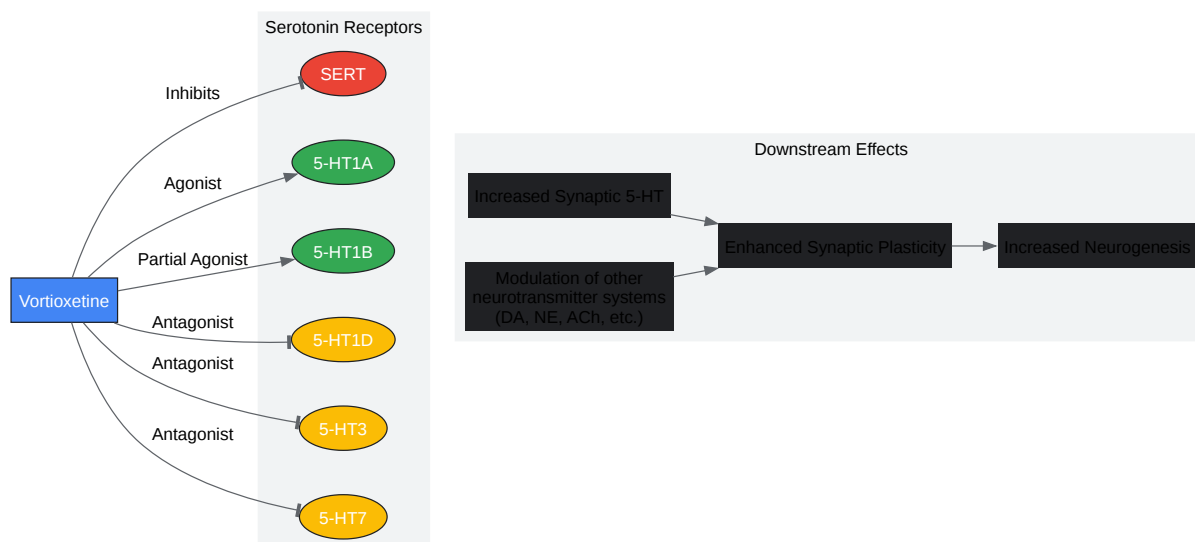 Serotonin Receptors
SERT
Inhibits
5-HT1A
Agonist
5-HT1B
Partial Agonist
Vortioxetine
Antagonist
5-HT1D
Antagonist
5-HT3
Antagonist
5-HT7
Downstream Effects
Increased Synaptic 5-HT
Enhanced Synaptic Plasticity
Increased Neurogenesis
Modulation of other
neurotransmitter systems
(DA, NE, ACh, etc.)